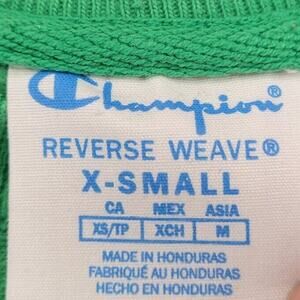 Champion
REVERSE WEAVE®
X-SMALL
CA MEX ASIA
XS/TP XCH M
MADE IN HONDURAS
FABRIQUÉ AU HONDURAS
HECHO EN HONDURAS